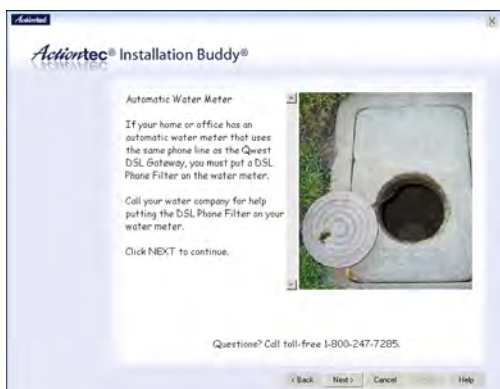 Actiontec
Actiontec® Installation Buddy®
Automatic Water Meter
If your home or office has an
automatic water meter that uses
the same phone line as the Qwest
DSL Gateway, you must put a DSL
Phone Filter on the water meter.
Call your water company for help
putting the DSL Phone Filter on your
water meter.
Click NEXT to continue.
Questions? Call toll-free 1-800-247-7285.
< Back Next > Cancel Help